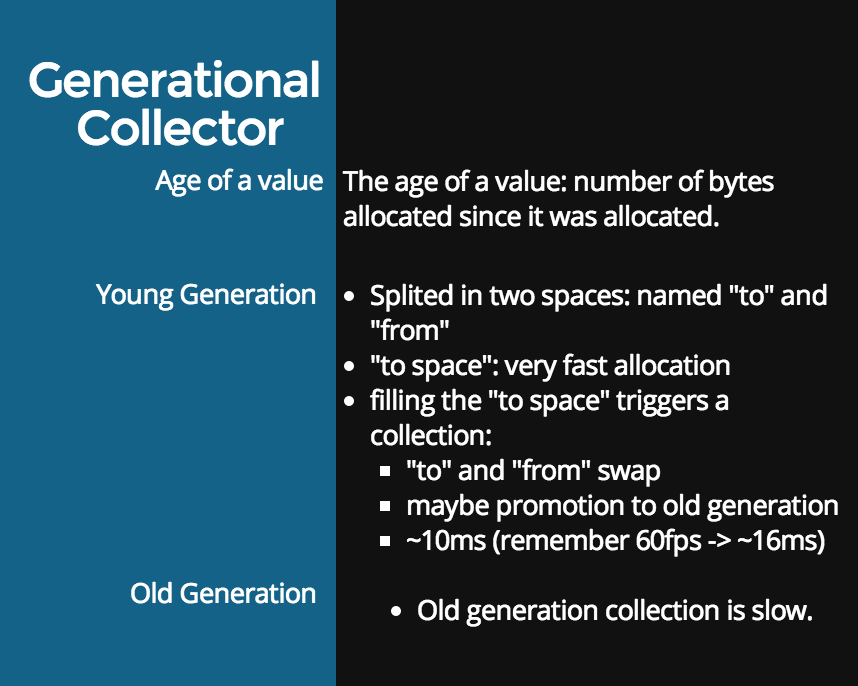 Generational
Collector
Age of a value
The age of a value: number of bytes
allocated since it was allocated.
Young Generation
• Splited in two spaces: named "to" and
"from"
• "to space": very fast allocation
• filling the "to space" triggers a
collection:
▪ "to" and "from" swap
▪ maybe promotion to old generation
▪ ~10ms (remember 60fps -> ~16ms)
Old Generation
• Old generation collection is slow.